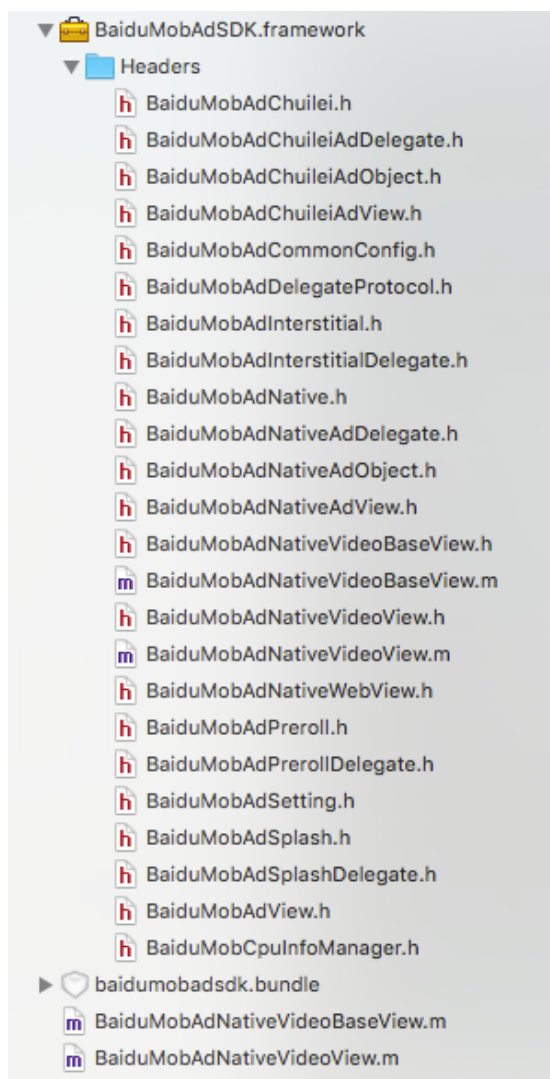 BaiduMobAdSDK.framework
Headers
h BaiduMobAdChuilei.h
h BaiduMobAdChuileiAdDelegate.h
h BaiduMobAdChuileiAdObject.h
h BaiduMobAdChuileiAdView.h
h BaiduMobAdCommonConfig.h
h BaiduMobAdDelegateProtocol.h
h BaiduMobAdInterstitial.h
h BaiduMobAdInterstitialDelegate.h
h BaiduMobAdNative.h
h BaiduMobAdNativeAdDelegate.h
h BaiduMobAdNativeAdObject.h
h BaiduMobAdNativeAdView.h
h BaiduMobAdNativeVideoBaseView.h
m BaiduMobAdNativeVideoBaseView.m
h BaiduMobAdNativeVideoView.h
m BaiduMobAdNativeVideoView.m
h BaiduMobAdNativeWebView.h
h BaiduMobAdPreroll.h
h BaiduMobAdPrerollDelegate.h
h BaiduMobAdSetting.h
h BaiduMobAdSplash.h
h BaiduMobAdSplashDelegate.h
h BaiduMobAdView.h
h BaiduMobCpuInfoManager.h
baidumobadsdk.bundle
m BaiduMobAdNativeVideoBaseView.m
m BaiduMobAdNativeVideoView.m